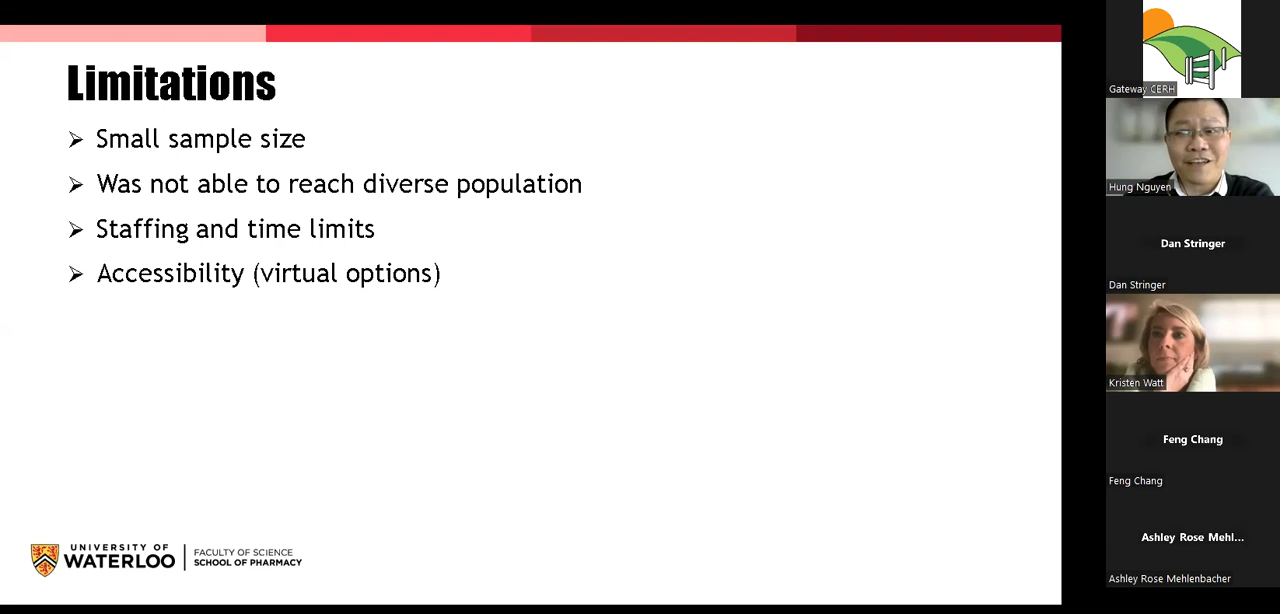 Limitations
➢ Small sample size
➢ Was not able to reach diverse population
➢ Staffing and time limits
➢ Accessibility (virtual options)
UNIVERSITY OF
WATERLOO
FACULTY OF SCIENCE
SCHOOL OF PHARMACY
Gateway CERH
Hung Nguyen
Dan Stringer
Dan Stringer
Kristen Watt
Feng Chang
Feng Chang
Ashley Rose Mehl...
Ashley Rose Mehlenbacher